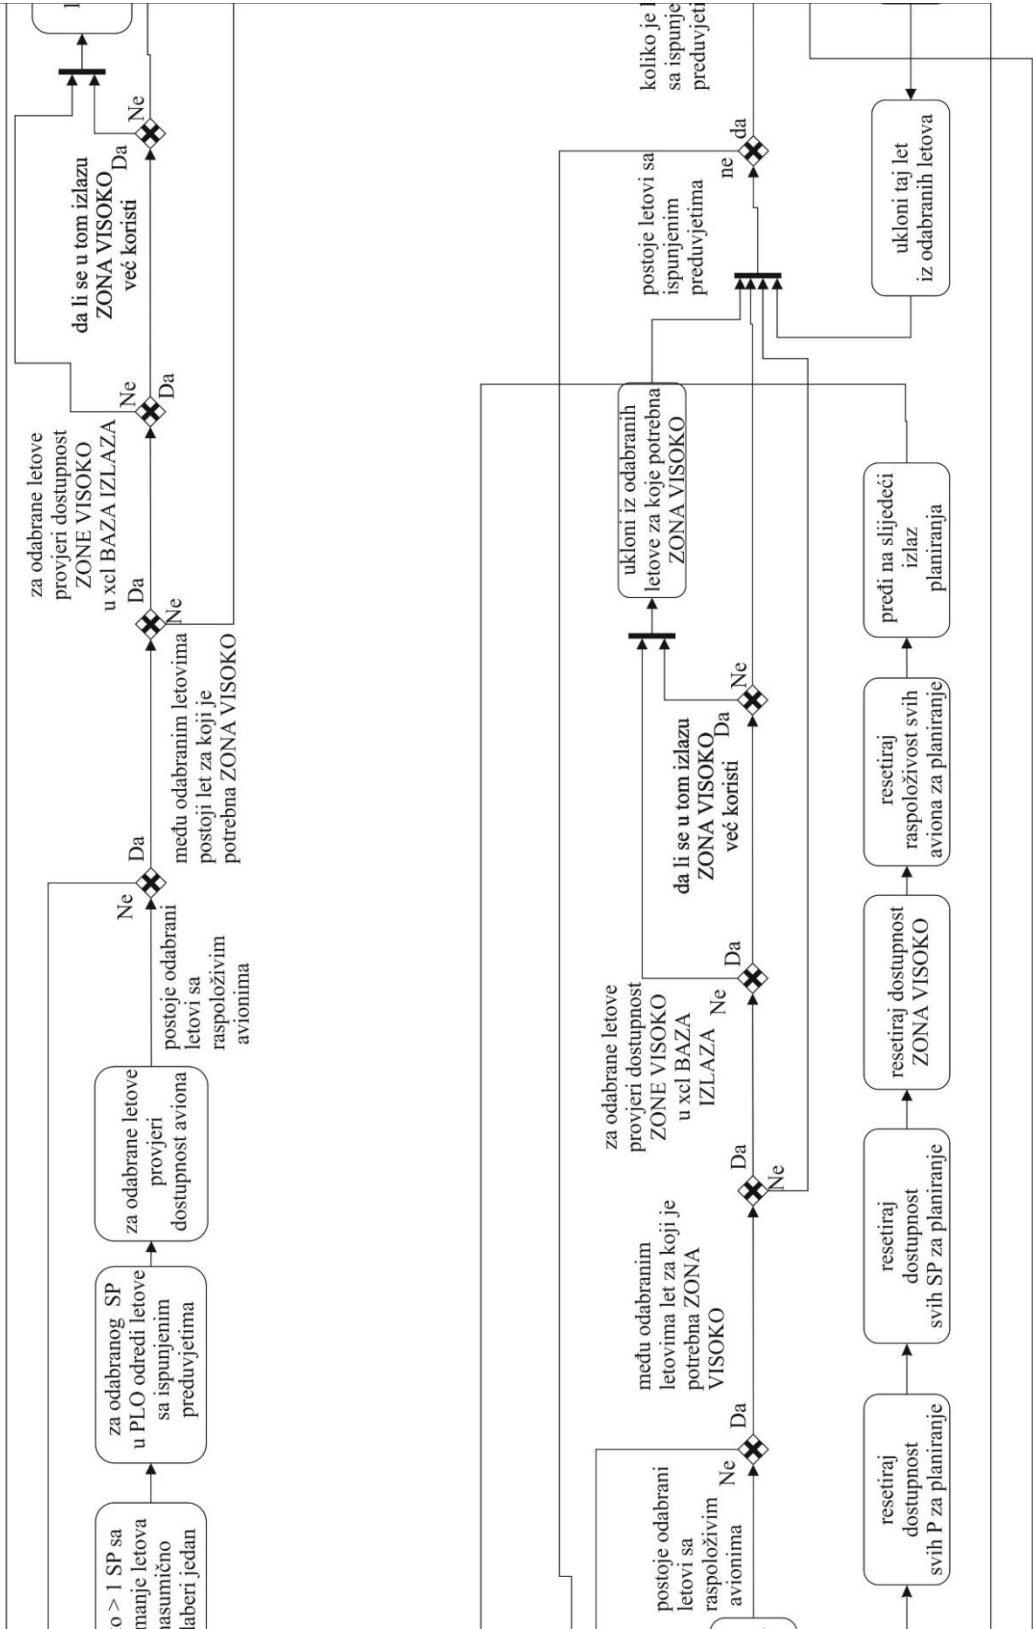 Ne
Da
da li se u tom izlazu
ZONA VISOKO
već koristi
Ne
Da
za odabrane letove
provjeri dostupnost
ZONE VISOKO
u xcl BAZA IZLAZA
Da
Ne
među odabranim letovima
postoji let za koji je
potrebna ZONA VISOKO
Da
Ne
postoje odabrani
letovi sa
raspoloživim
avionima
za odabrane letove
provjeri
dostupnost aviona
za odabranog SP
u PLO odredi letove
sa ispunjenim
preduvjetima
> 1 SP sa
letova
jedan
koliko je
sa
da
ne
postoje letovi sa
ispunjenim
preduvjetima
ukloni taj let
iz odabranih letova
ukloni iz odabranih
letove za koje potrebna
ZONA VISOKO
Ne
Da
da li se u tom izlazu
ZONA VISOKO
već koristi
Da
Ne
za odabrane letove
provjeri dostupnost
ZONE VISOKO
u xcl BAZA
IZLAZA
Da
Ne
među odabranim
letovima let za koji je
potrebna ZONA
VISOKO
Da
Ne
postoje odabrani
letovi sa
raspoloživim
avionima
pređi na slijedeći
izlaz
planiranja
resetiraj
raspoloživost svih
aviona za planiranje
resetiraj dostupnost
ZONA VISOKO
resetiraj
dostupnost
svih SP za planiranje
resetiraj
dostupnost
svih P za planiranje